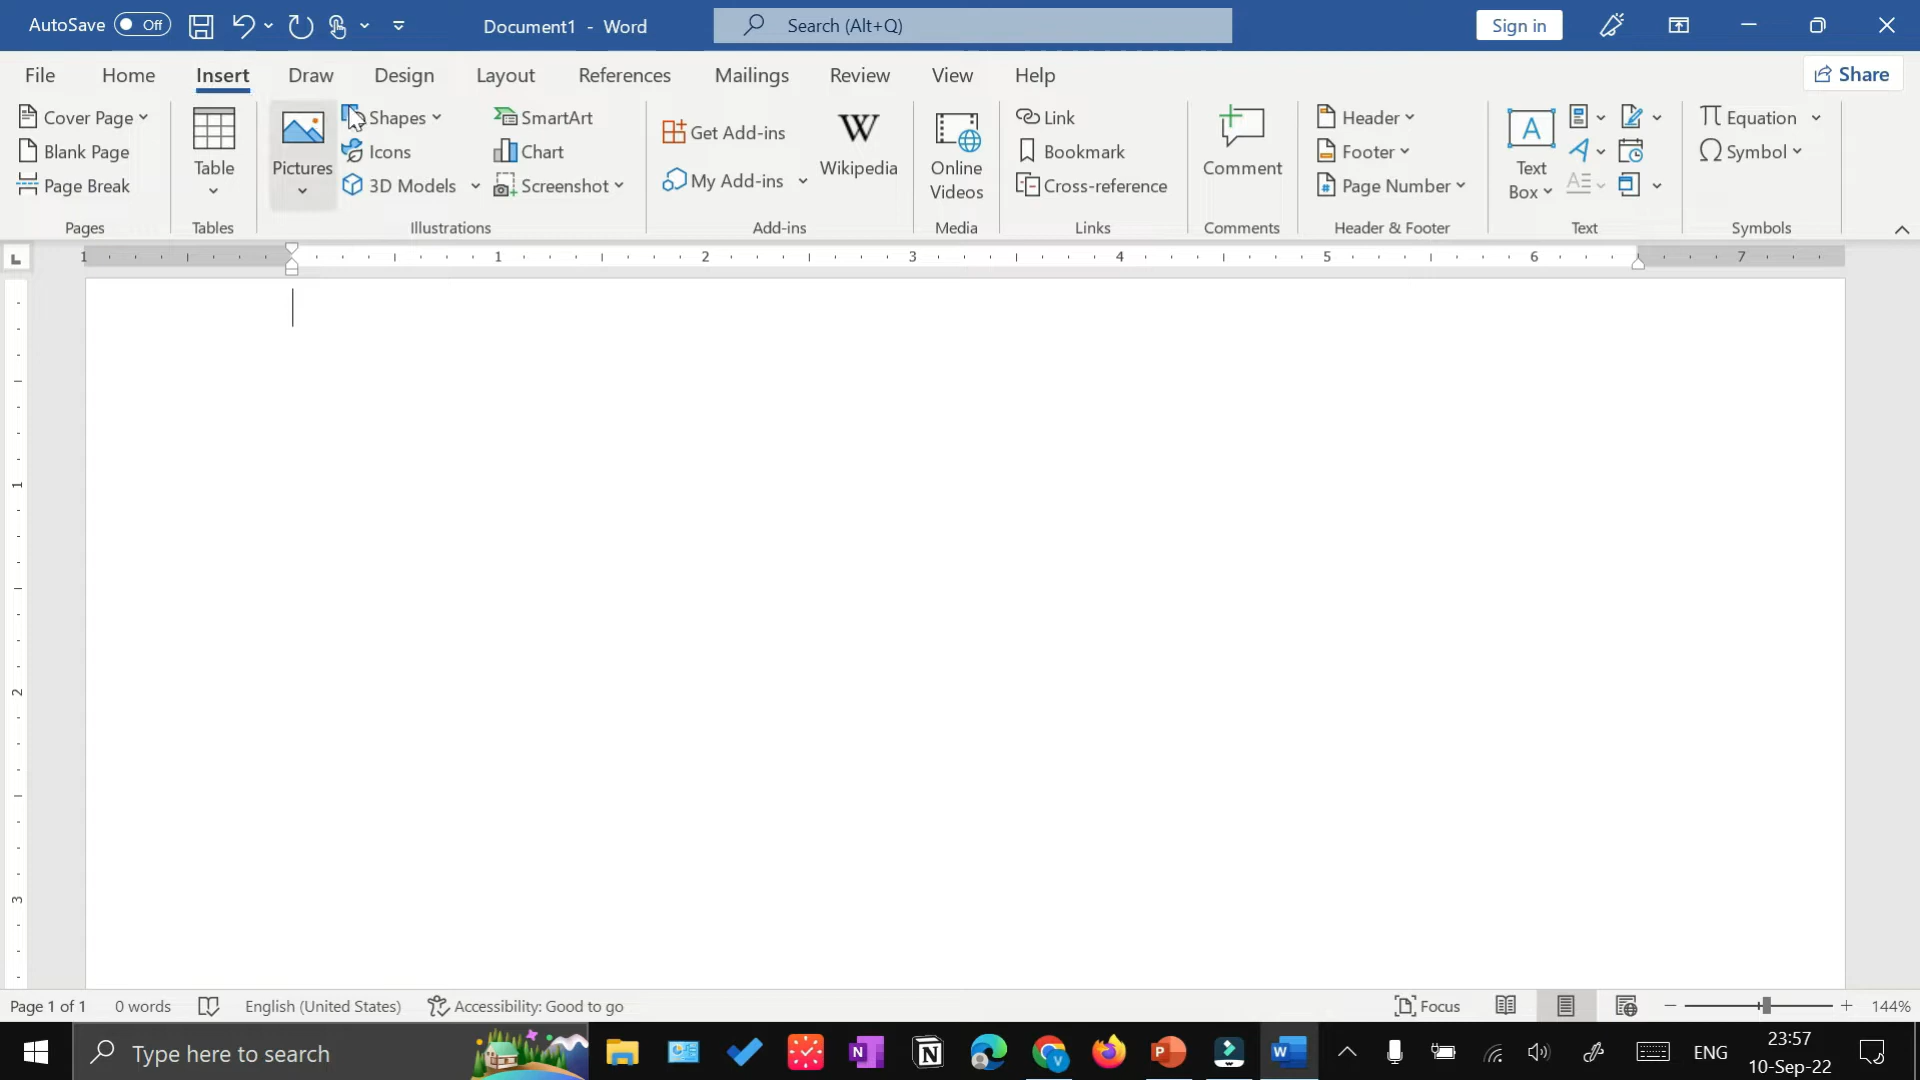 AutoSave Off Document1 - Word Search (Alt+Q) Sign in
File Home Insert Draw Design Layout References Mailings Review View Help Share
Cover Page
Blank Page
Page Break
Pages
Table
Tables
Pictures
Shapes
Icons
3D Models
SmartArt
Chart
Screenshot
Illustrations
Get Add-ins
My Add-ins
W
Wikipedia
Add-ins
Online
Videos
Media
Link
Bookmark
Cross-reference
Links
Comment
Comments
Header
Footer
Page Number
Header & Footer
A
Text
Box
Text
Equation
Symbol
Symbols
1 1 2 3 4 5 6 7
1
2
3
Page 1 of 1 0 words English (United States) Accessibility: Good to go Focus 144%
Type here to search ENG 23:57
10-Sep-22